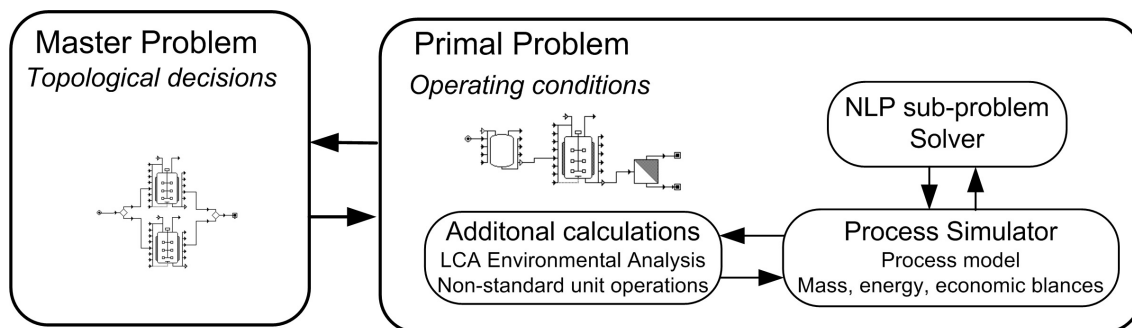 Master Problem
Topological decisions
Primal Problem
Operating conditions
NLP sub-problem
Solver
Additonal calculations
LCA Environmental Analysis
Non-standard unit operations
Process Simulator
Process model
Mass, energy, economic blances